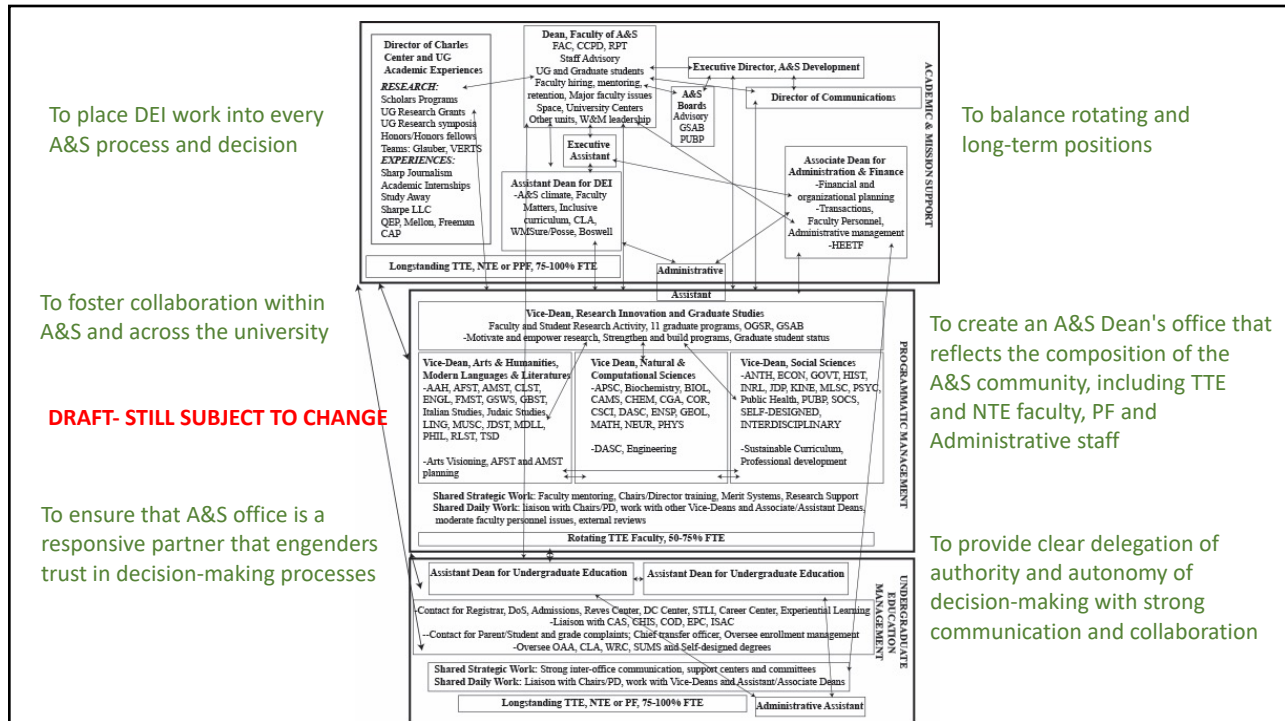 To place DEI work into every
A&S process and decision
To foster collaboration within
A&S and across the university
DRAFT- STILL SUBJECT TO CHANGE
To ensure that A&S office is a
responsive partner that engenders
trust in decision-making processes
Director of Charles
Center and UG
Academic Experiences
RESEARCH:
Scholars Programs
UG Research Grants
UG Research symposia
Honors/Honors fellows
Teams: Glauber, VERTS
EXPERIENCES:
Sharp Journalism
Academic Internships
Study Away
Sharpe LLC
QEP, Mellon, Freeman
CAP
Dean, Faculty of A&S
FAC, CCPD, RPT
Staff Advisory
UG and Graduate students
Faculty hiring, mentoring,
retention, Major faculty issues
Space, University Centers
Other units, W&M leadership
Executive
Assistant
Assistant Dean for DEI
-A&S climate, Faculty
Matters, Inclusive
curriculum, CLA,
WMSure/Posse, Boswell
A&S
Boards
Advisory
GSAB
PUBP
Executive Director, A&S Development
Director of Communications
Associate Dean for
Administration & Finance
-Financial and
organizational planning
-Transactions,
Faculty Personnel,
Administrative management
-HEETF
Longstanding TTE, NTE or PPF, 75-100% FTE
Administrative
Assistant
ACADEMIC & MISSION SUPPORT
Vice-Dean, Research Innovation and Graduate Studies
Faculty and Student Research Activity, 11 graduate programs, OGSR, GSAB
-Motivate and empower research, Strengthen and build programs, Graduate student status
Vice-Dean, Arts & Humanities,
Modern Languages & Literatures
-AAH, AFST, AMST, CLST,
ENGL, FMST, GSWS, GBST,
Italian Studies, Judaic Studies,
LING, MUSC, JDST, MDLL,
PHIL, RLST, TSD
-Arts Visioning, AFST and AMST
planning
Vice Dean, Natural &
Computational Sciences
-APSC, Biochemistry, BIOL,
CAMS, CHEM, CGA, COR,
CSCI, DASC, ENSP, GEOL,
MATH, NEUR, PHYS
-DASC, Engineering
Vice-Dean, Social Sciences
-ANTH, ECON, GOVT, HIST,
INRL, JDP, KINE, MLSC, PSYC,
Public Health, PUBP, SOCS,
SELF-DESIGNED,
INTERDISCIPLINARY
-Sustainable Curriculum,
Professional development
Shared Strategic Work: Faculty mentoring, Chairs/Director training, Merit Systems, Research Support
Shared Daily Work: liaison with Chairs/PD, work with other Vice-Deans and Associate/Assistant Deans,
moderate faculty personnel issues, external reviews
Rotating TTE Faculty, 50-75% FTE
PROGRAMMATIC MANAGEMENT
Assistant Dean for Undergraduate Education
Assistant Dean for Undergraduate Education
-Contact for Registrar, DoS, Admissions, Reves Center, DC Center, STLI, Career Center, Experiential Learning
-Liaison with CAS, CHIS, COD, EPC, ISAC
--Contact for Parent/Student and grade complaints; Chief transfer officer, Oversee enrollment management
-Oversee OAA, CLA, WRC, SUMS and Self-designed degrees
Shared Strategic Work: Strong inter-office communication, support centers and committees
Shared Daily Work: Liaison with Chairs/PD, work with Vice-Deans and Assistant/Associate Deans
Longstanding TTE, NTE or PF, 75-100% FTE
Administrative Assistant
UNDERGRADUATE
EDUCATION
MANAGEMENT
To balance rotating and
long-term positions
To create an A&S Dean's office that
reflects the composition of the
A&S community, including TTE
and NTE faculty, PF and
Administrative staff
To provide clear delegation of
authority and autonomy of
decision-making with strong
communication and collaboration